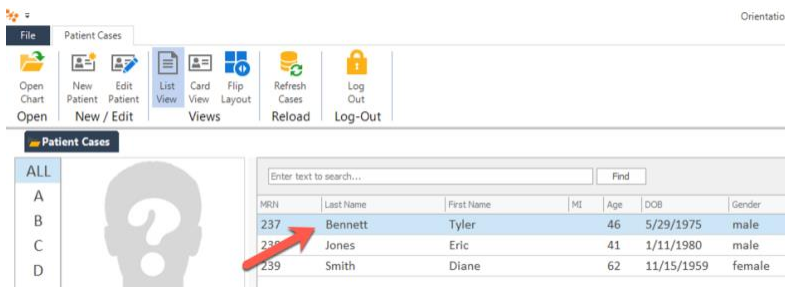 Orientatio
File Patient Cases
Open Chart New Patient Edit Patient List View Card View Flip Layout Refresh Cases Log Out
Open New / Edit Views Reload Log-Out
Patient Cases
ALL
A
B
C
D
Enter text to search... Find
MRN Last Name First Name MI Age DOB Gender
237 Bennett Tyler 46 5/29/1975 male
238 Jones Eric 41 1/11/1980 male
239 Smith Diane 62 11/15/1959 female